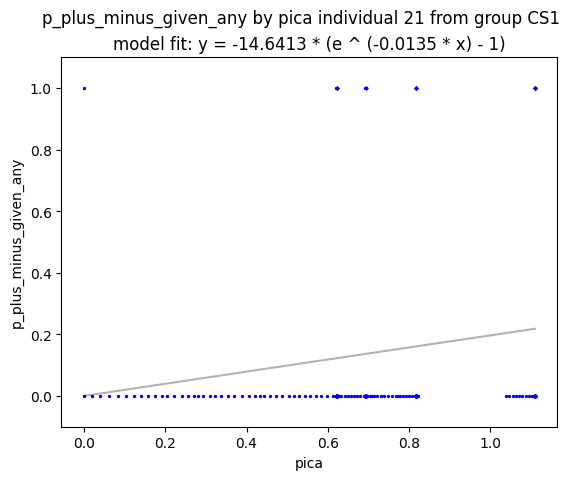 p_plus_minus_given_any by pica individual 21 from group CS1
model fit: y = -14.6413 * (e ^ (-0.0135 * x) - 1)
1.0
0.8
0.6
0.4
0.2
0.0
p_plus_minus_given_any
0.0 0.2 0.4 0.6 0.8 1.0
pica